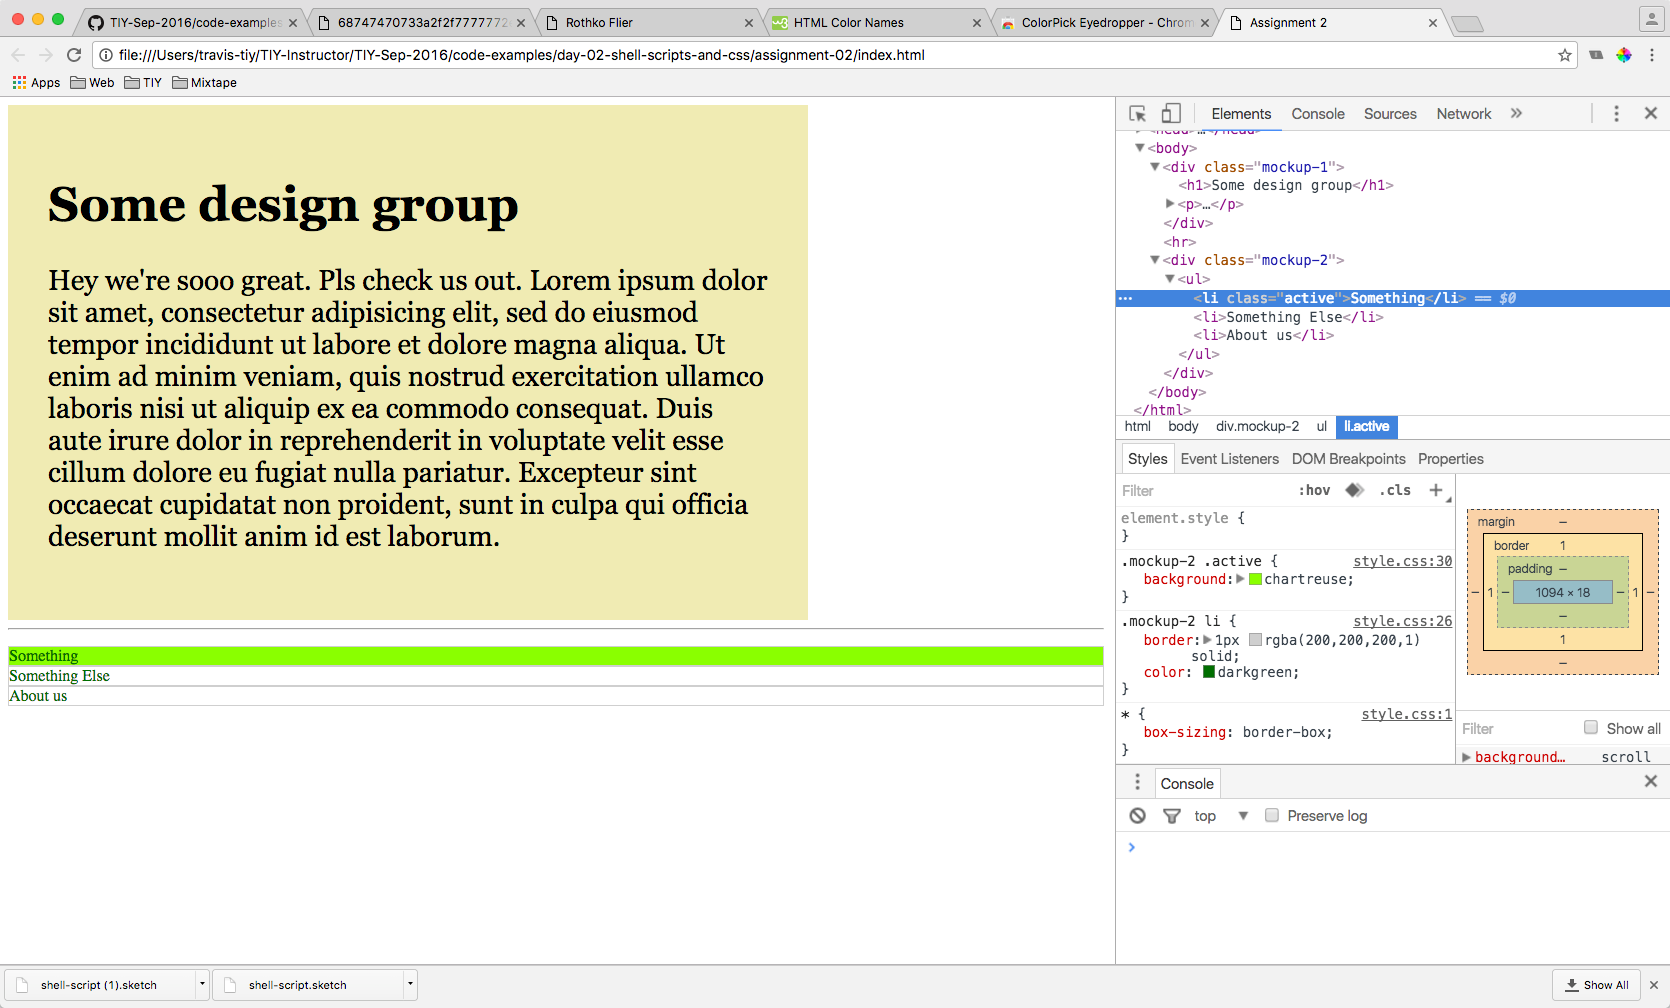 TIY-Sep-2016/code-examples
68747470733a2f2f7777772
Rothko Flier
HTML Color Names
ColorPick Eyedropper - Chrom
Assignment 2
file:///Users/travis-tiy/TIY-Instructor/TIY-Sep-2016/code-examples/day-02-shell-scripts-and-css/assignment-02/index.html
Apps Web TIY Mixtape
Some design group
Hey we're sooo great. Pls check us out. Lorem ipsum dolor
sit amet, consectetur adipisicing elit, sed do eiusmod
tempor incididunt ut labore et dolore magna aliqua. Ut
enim ad minim veniam, quis nostrud exercitation ullamco
laboris nisi ut aliquip ex ea commodo consequat. Duis
aute irure dolor in reprehenderit in voluptate velit esse
cillum dolore eu fugiat nulla pariatur. Excepteur sint
occaecat cupidatat non proident, sunt in culpa qui officia
deserunt mollit anim id est laborum.
Something
Something Else
About us
Elements Console Sources Network »
<head>…</head>
<body>
<div class="mockup-1">
<h1>Some design group</h1>
<p>…</p>
</div>
<hr>
<div class="mockup-2">
<ul>
<li class="active">Something</li> == $0
<li>Something Else</li>
<li>About us</li>
</ul>
</div>
</body>
</html>
html body div.mockup-2 ul li.active
Styles Event Listeners DOM Breakpoints Properties
Filter :hov .cls +
element.style {
}
.mockup-2 .active { style.css:30
background: chartreuse;
}
.mockup-2 li { style.css:26
border: 1px rgba(200,200,200,1)
solid;
color: darkgreen;
}
* { style.css:1
box-sizing: border-box;
}
margin –
border 1
padding –
– 1 – 1094 × 18 – 1 –
–
1
–
Filter Show all
background… scroll
Console
top Preserve log
shell-script (1).sketch
shell-script.sketch
Show All